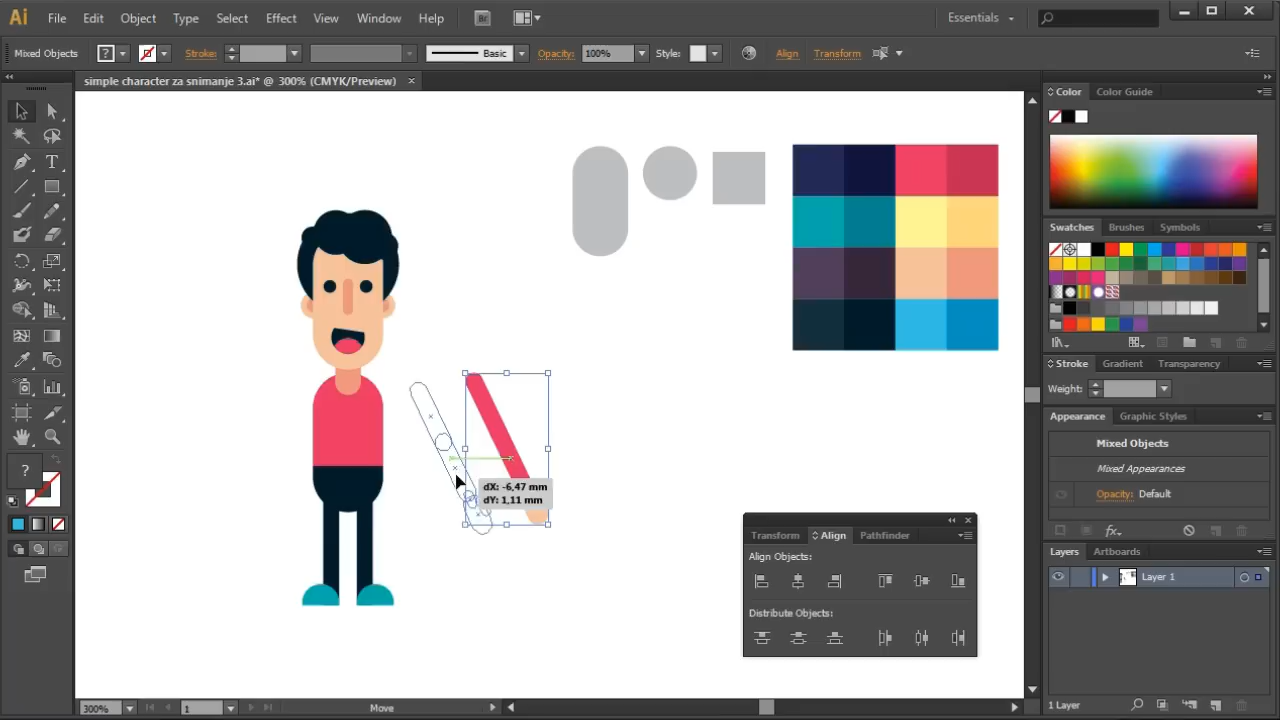 Ai File Edit Object Type Select Effect View Window Help Br Essentials
Mixed Objects ? Stroke: Basic Opacity: 100% Style: Align Transform
simple character za snimanje 3.ai* @ 300% (CMYK/Preview) ×
Color Color Guide
Swatches Brushes Symbols
Stroke Gradient Transparency
Weight:
Appearance Graphic Styles
Mixed Objects
Mixed Appearances
Opacity: Default
fx
?
dX: -6,47 mm
dY: 1,11 mm
Transform Align Pathfinder
Align Objects:
Distribute Objects:
Layers Artboards
Layer 1
1 Layer
300% 1 Move